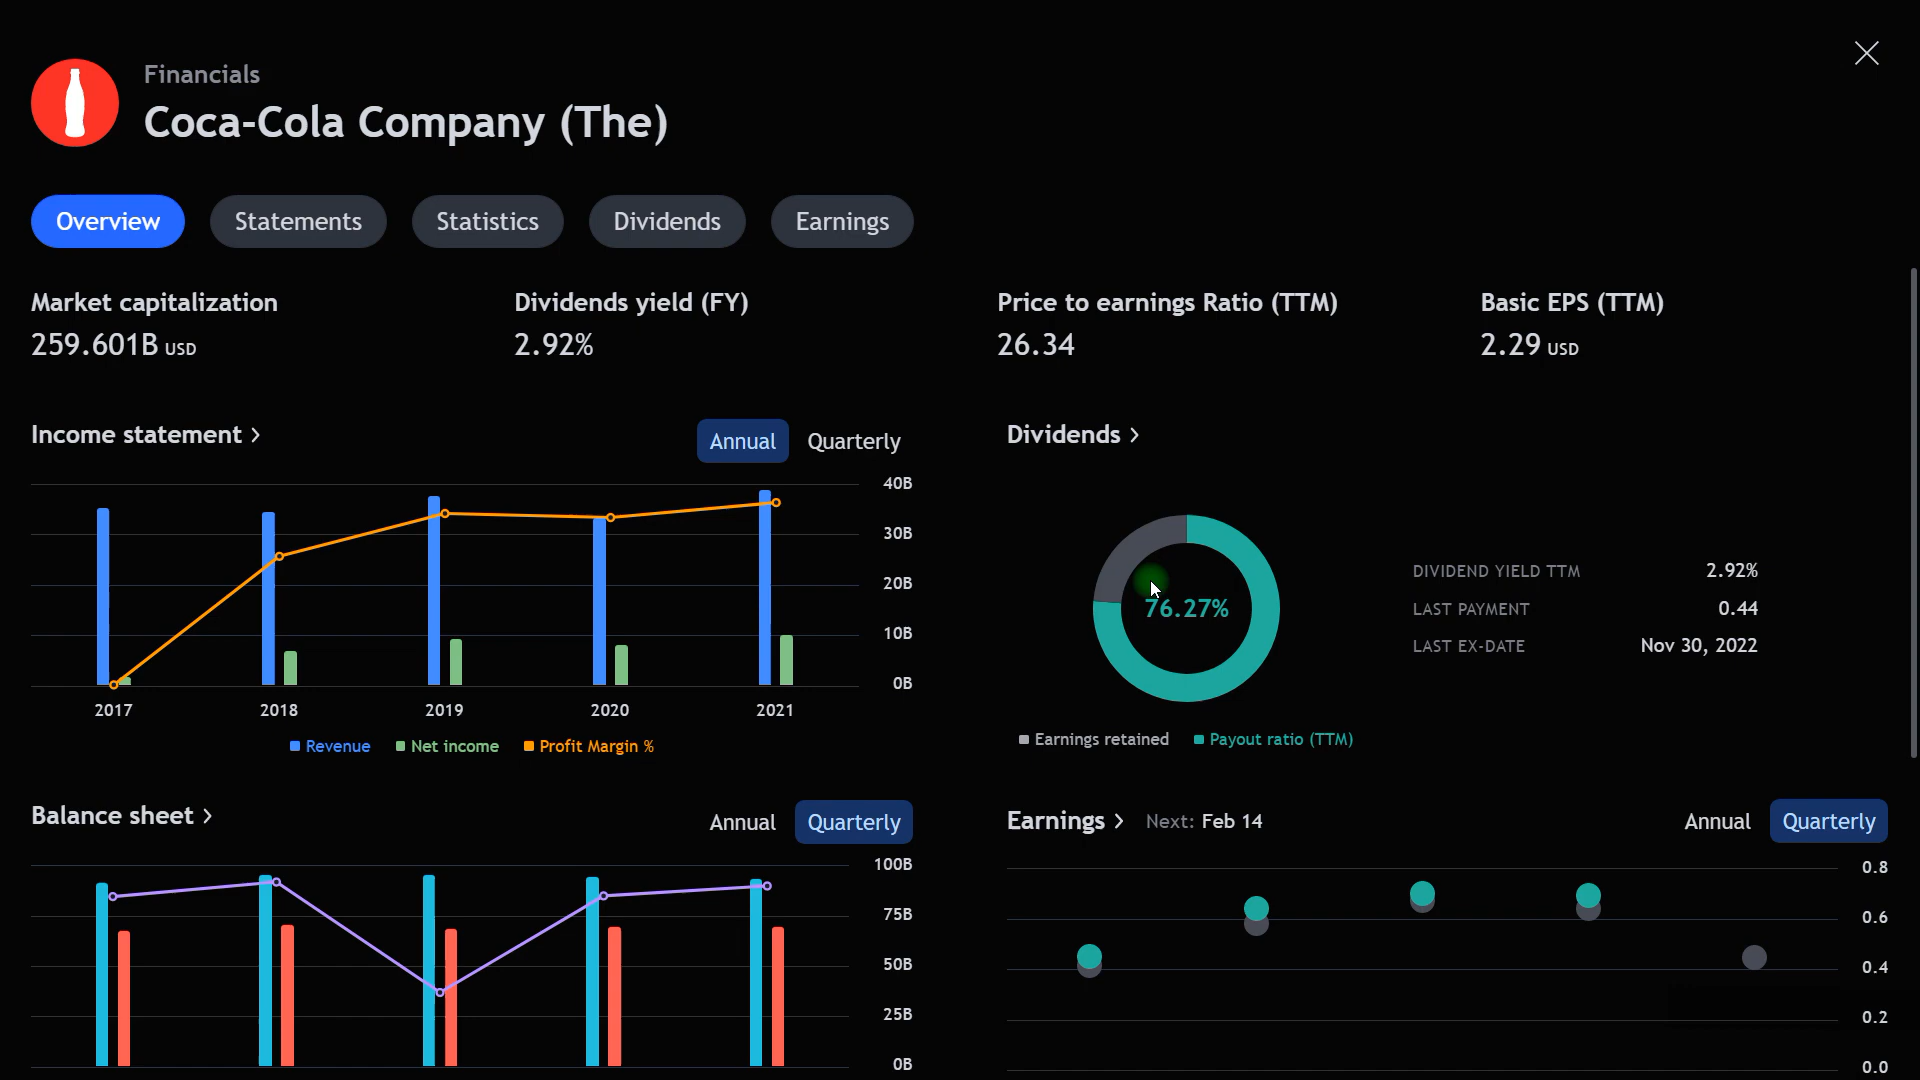 Financials
Coca-Cola Company (The)
Overview Statements Statistics Dividends Earnings
Market capitalization
259.601B USD
Dividends yield (FY)
2.92%
Price to earnings Ratio (TTM)
26.34
Basic EPS (TTM)
2.29 USD
Income statement
Annual Quarterly
40B
30B
20B
10B
0B
2017 2018 2019 2020 2021
Revenue Net income Profit Margin %
Dividends
76.27%
DIVIDEND YIELD TTM 2.92%
LAST PAYMENT 0.44
LAST EX-DATE Nov 30, 2022
Earnings retained Payout ratio (TTM)
Balance sheet
Annual Quarterly
100B
75B
50B
25B
0B
Earnings Next: Feb 14
Annual Quarterly
0.8
0.6
0.4
0.2
0.0